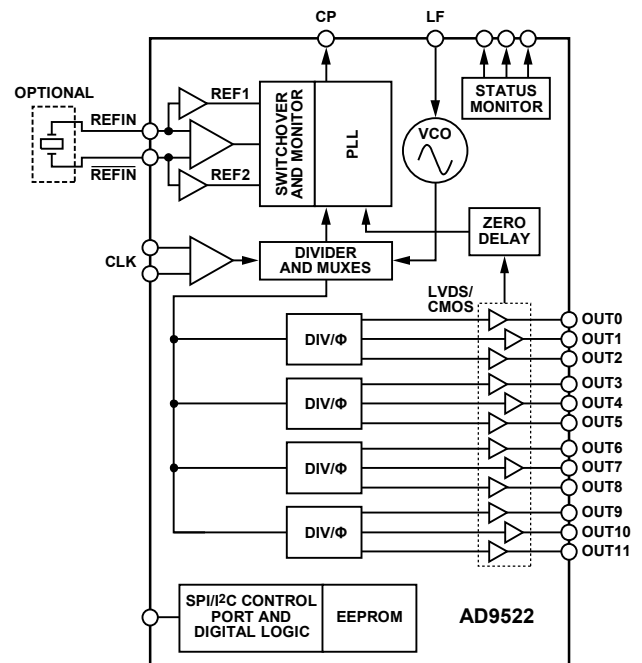 CP
LF
OPTIONAL
REFIN
REFIN
REF1
REF2
SWITCHOVER
AND MONITOR
PLL
VCO
STATUS
MONITOR
ZERO
DELAY
CLK
DIVIDER
AND MUXES
LVDS/
CMOS
DIV/Φ
OUT0
OUT1
OUT2
DIV/Φ
OUT3
OUT4
OUT5
DIV/Φ
OUT6
OUT7
OUT8
DIV/Φ
OUT9
OUT10
OUT11
SPI/I²C CONTROL
PORT AND
DIGITAL LOGIC
EEPROM
AD9522